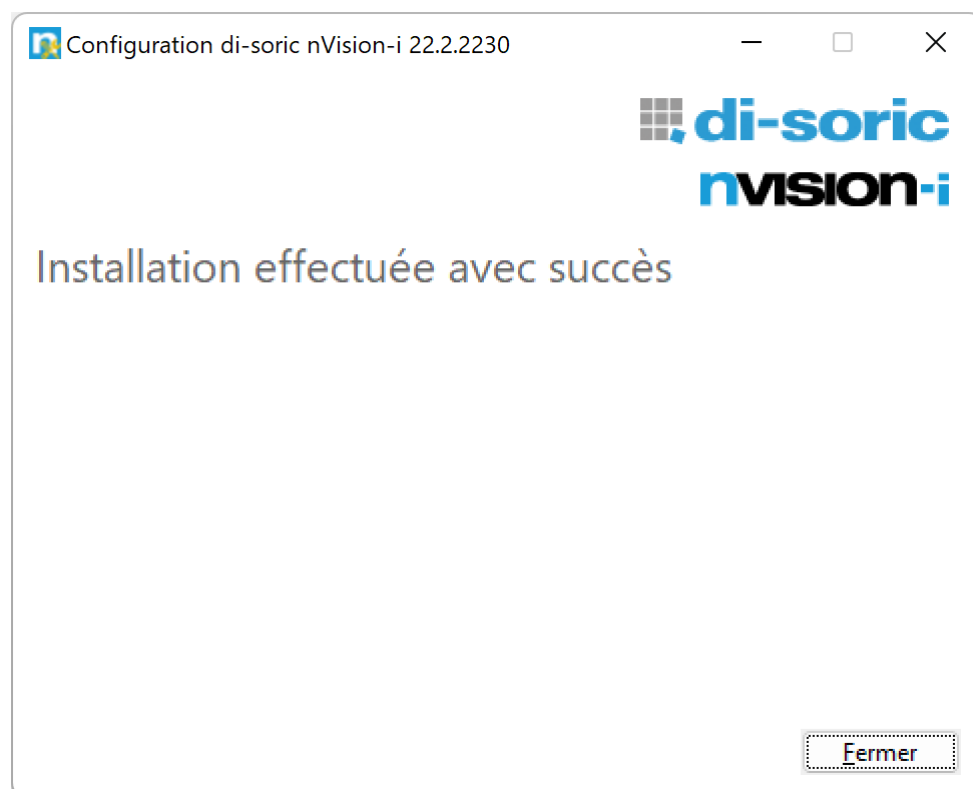 Configuration di-soric nVision-i 22.2.2230
di-soric
nvision-i
Installation effectuée avec succès
Fermer